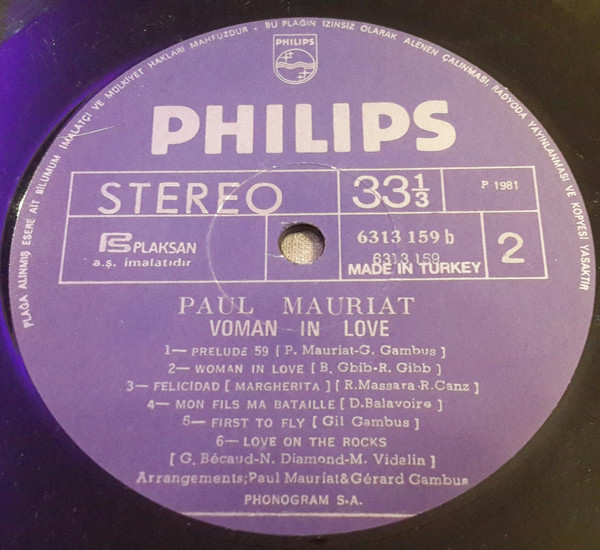 PLAĞA ALINMIŞ ESERE AİT BİLUMUM İMALATÇI VE MÜLKİYET HAKLARI MAHFUZDUR. BU PLAĞIN İZİNSİZ OLARAK ALENEN ÇALINMASI, RADYODA YAYINLANMASI VE KOPYESİ YASAKTIR
PHILIPS
PHILIPS
STEREO
33 1/3
P 1981
PS PLAKSAN
a.ş. imalatıdır
6313 159 b
6313 159
MADE IN TURKEY
2
PAUL MAURIAT
VOMAN IN LOVE
1— PRELUDE 59 [ P. Mauriat-G. Gambus ]
2— WOMAN IN LOVE [ B. Gbib-R. Gibb ]
3— FELICIDAD [ MARGHERITA ] [ R.Massara-R.Canz ]
4— MON FILS MA BATAILLE [ D.Balavoire ]
5— FIRST TO FLY [ Gil Gambus ]
6— LOVE ON THE ROCKS
[ G. Bécaud-N. Diamond-M. Vidalin ]
Arrangements;Paul Mauriat&Gérard Gambus
PHONOGRAM S.A.